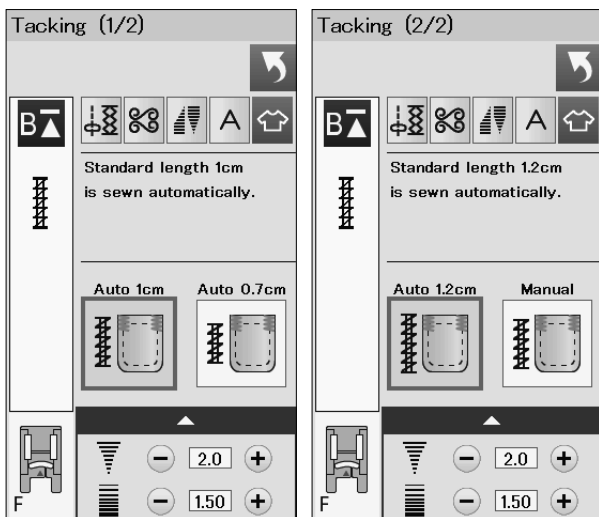 Tacking (1/2)
B
A
Standard length 1cm
is sewn automatically.
Auto 1cm Auto 0.7cm
2.0
1.50
F
Tacking (2/2)
B
A
Standard length 1.2cm
is sewn automatically.
Auto 1.2cm Manual
2.0
1.50
F